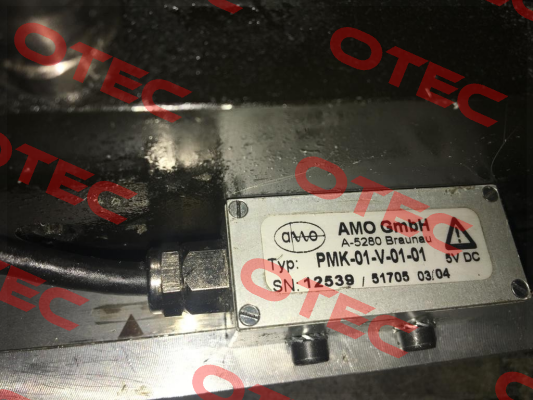 OTEC
OTEC
OTEC
OTEC
OTEC
OTEC
OTEC
OTEC
OTEC
amo
AMO GmbH
A-5280 Braunau
Typ: PMK-01-V-01-01
5V DC
SN: 12539 / 51705 03/04